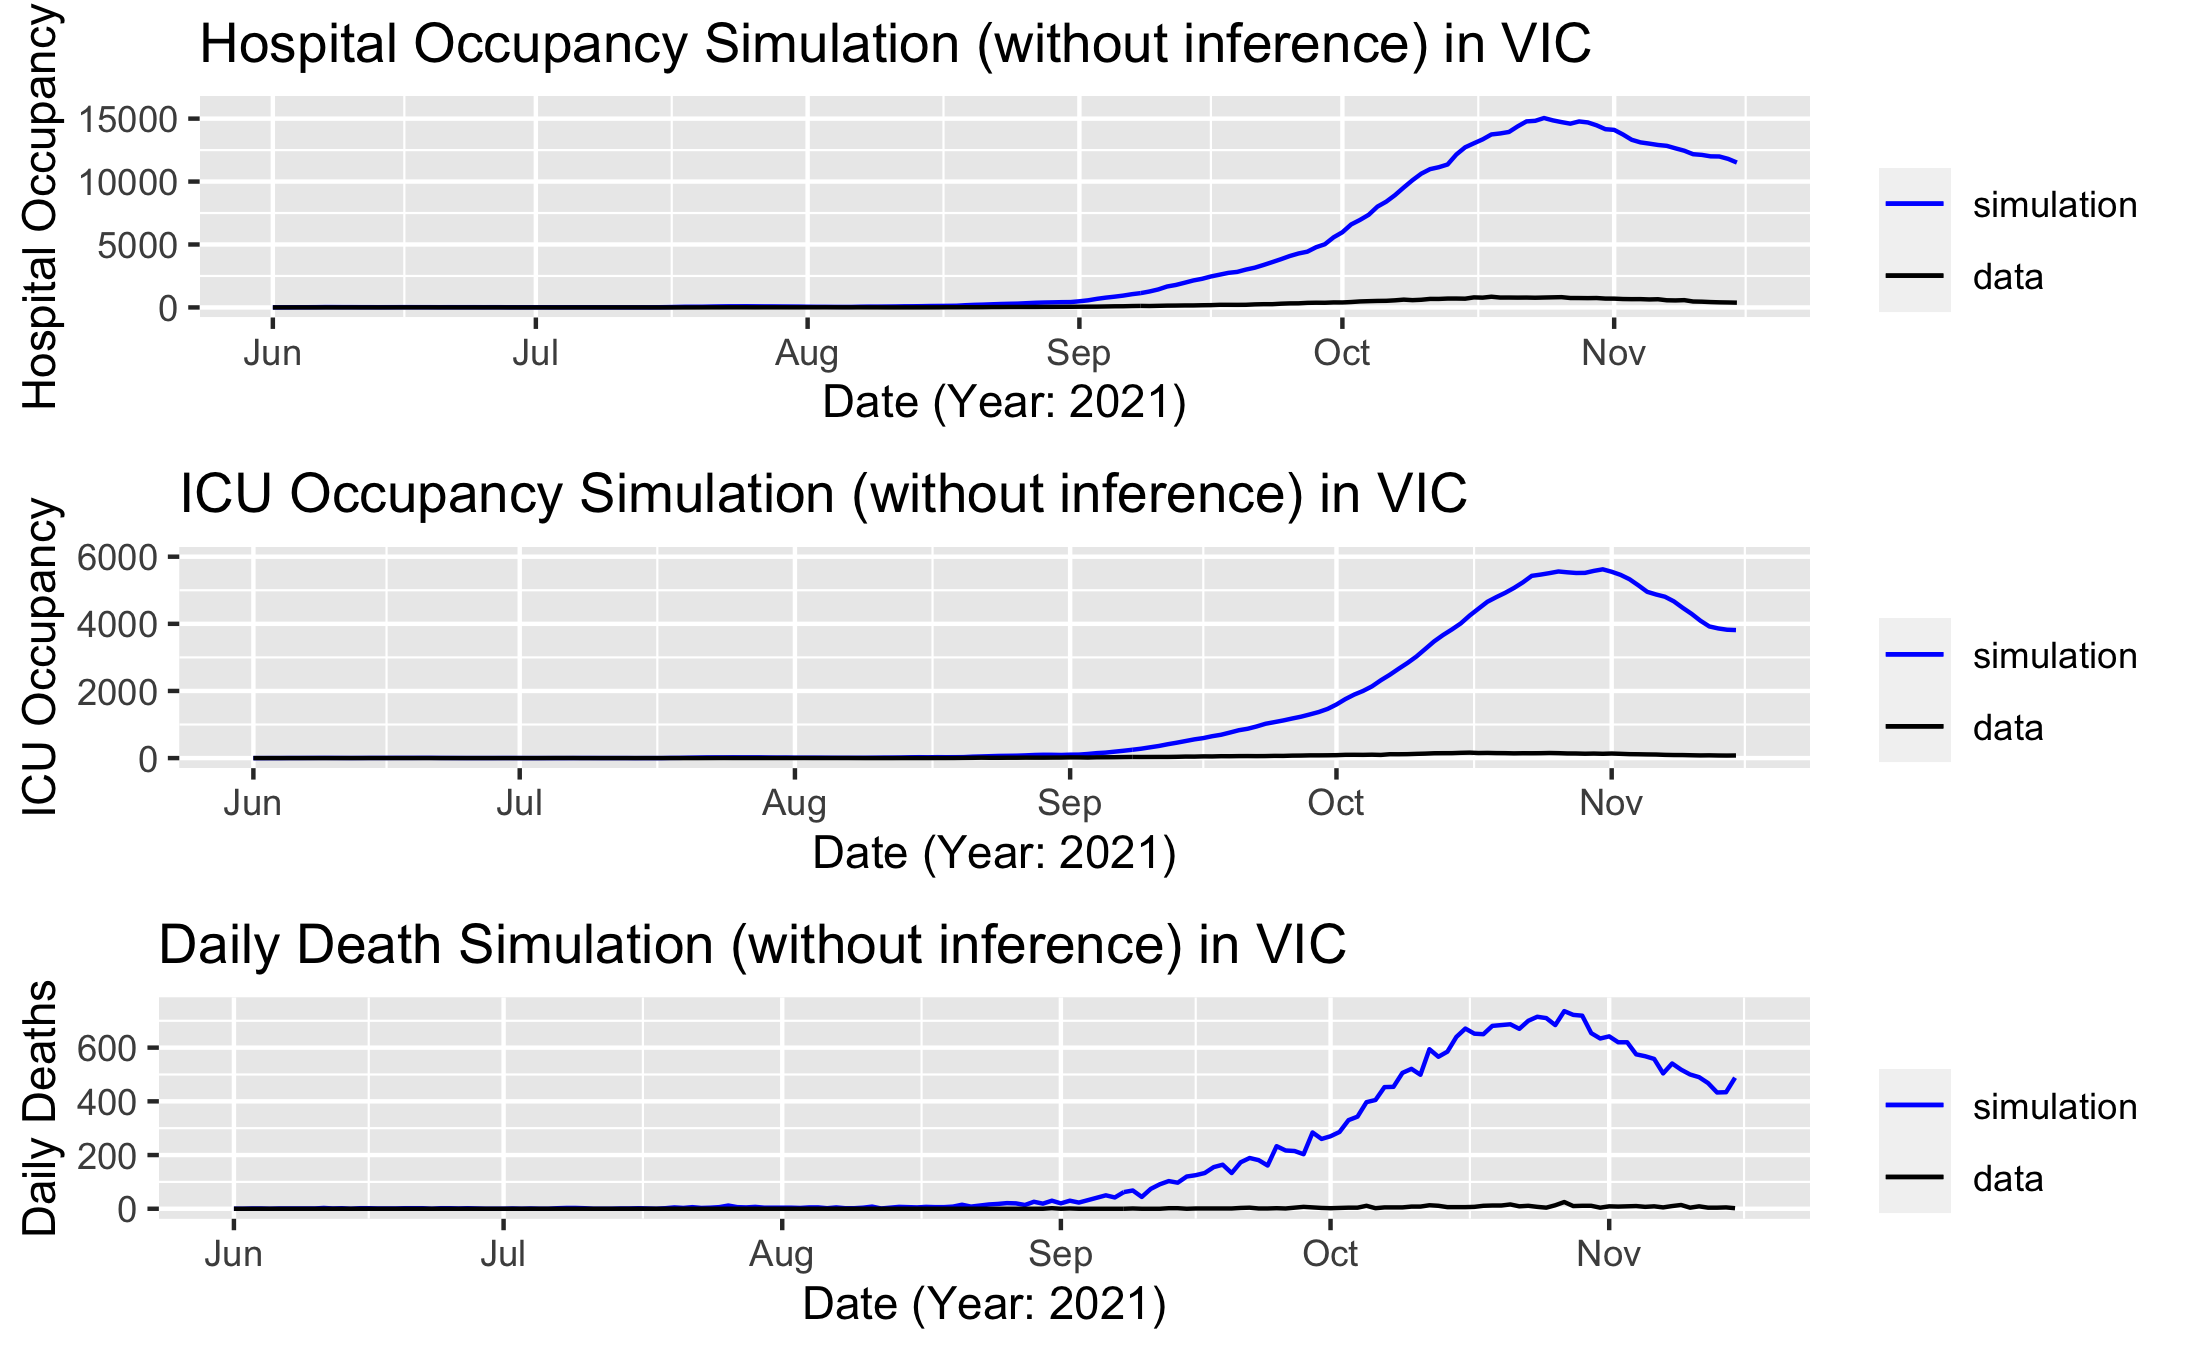 Hospital Occupancy Simulation (without inference) in VIC
Hospital Occupancy
15000
10000
5000
0
Jun Jul Aug Sep Oct Nov
Date (Year: 2021)
simulation
data
ICU Occupancy Simulation (without inference) in VIC
ICU Occupancy
6000
4000
2000
0
Jun Jul Aug Sep Oct Nov
Date (Year: 2021)
simulation
data
Daily Death Simulation (without inference) in VIC
Daily Deaths
600
400
200
0
Jun Jul Aug Sep Oct Nov
Date (Year: 2021)
simulation
data